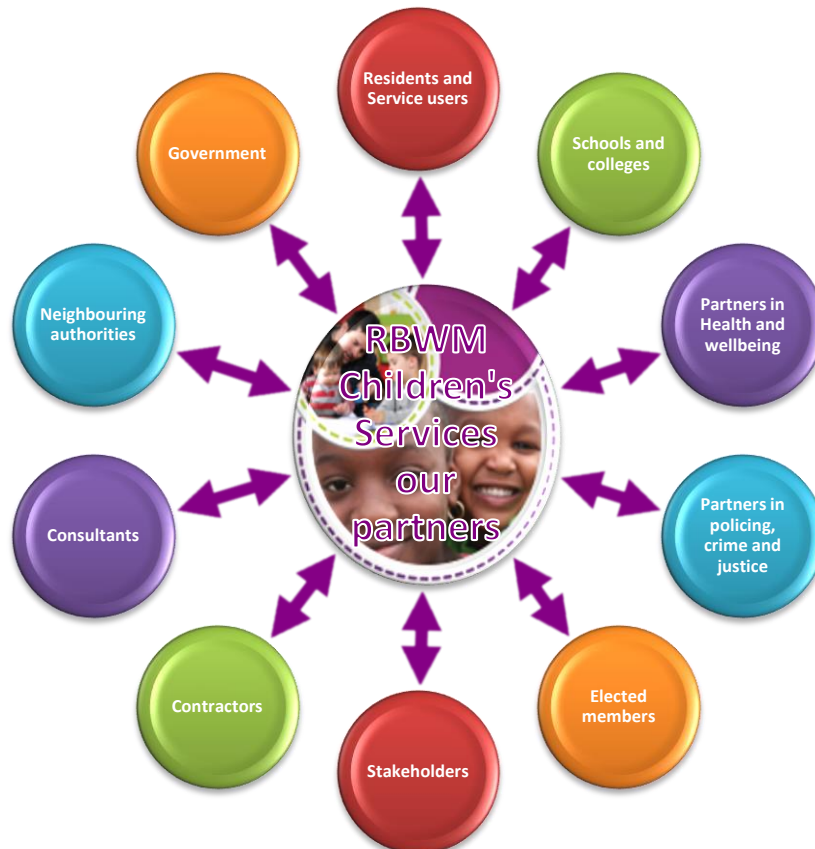 Residents and
Service users
Schools and
colleges
Partners in
Health and
wellbeing
Partners in
policing,
crime and
justice
Elected
members
Stakeholders
Contractors
Consultants
Neighbouring
authorities
Government
RBWM
Children's
Services
our
partners